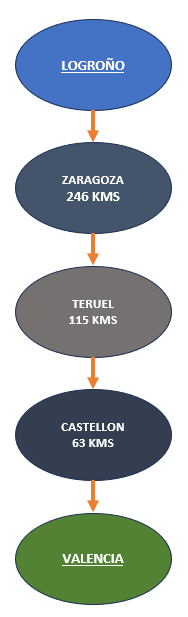 LOGROÑO
ZARAGOZA
246 KMS
TERUEL
115 KMS
CASTELLON
63 KMS
VALENCIA